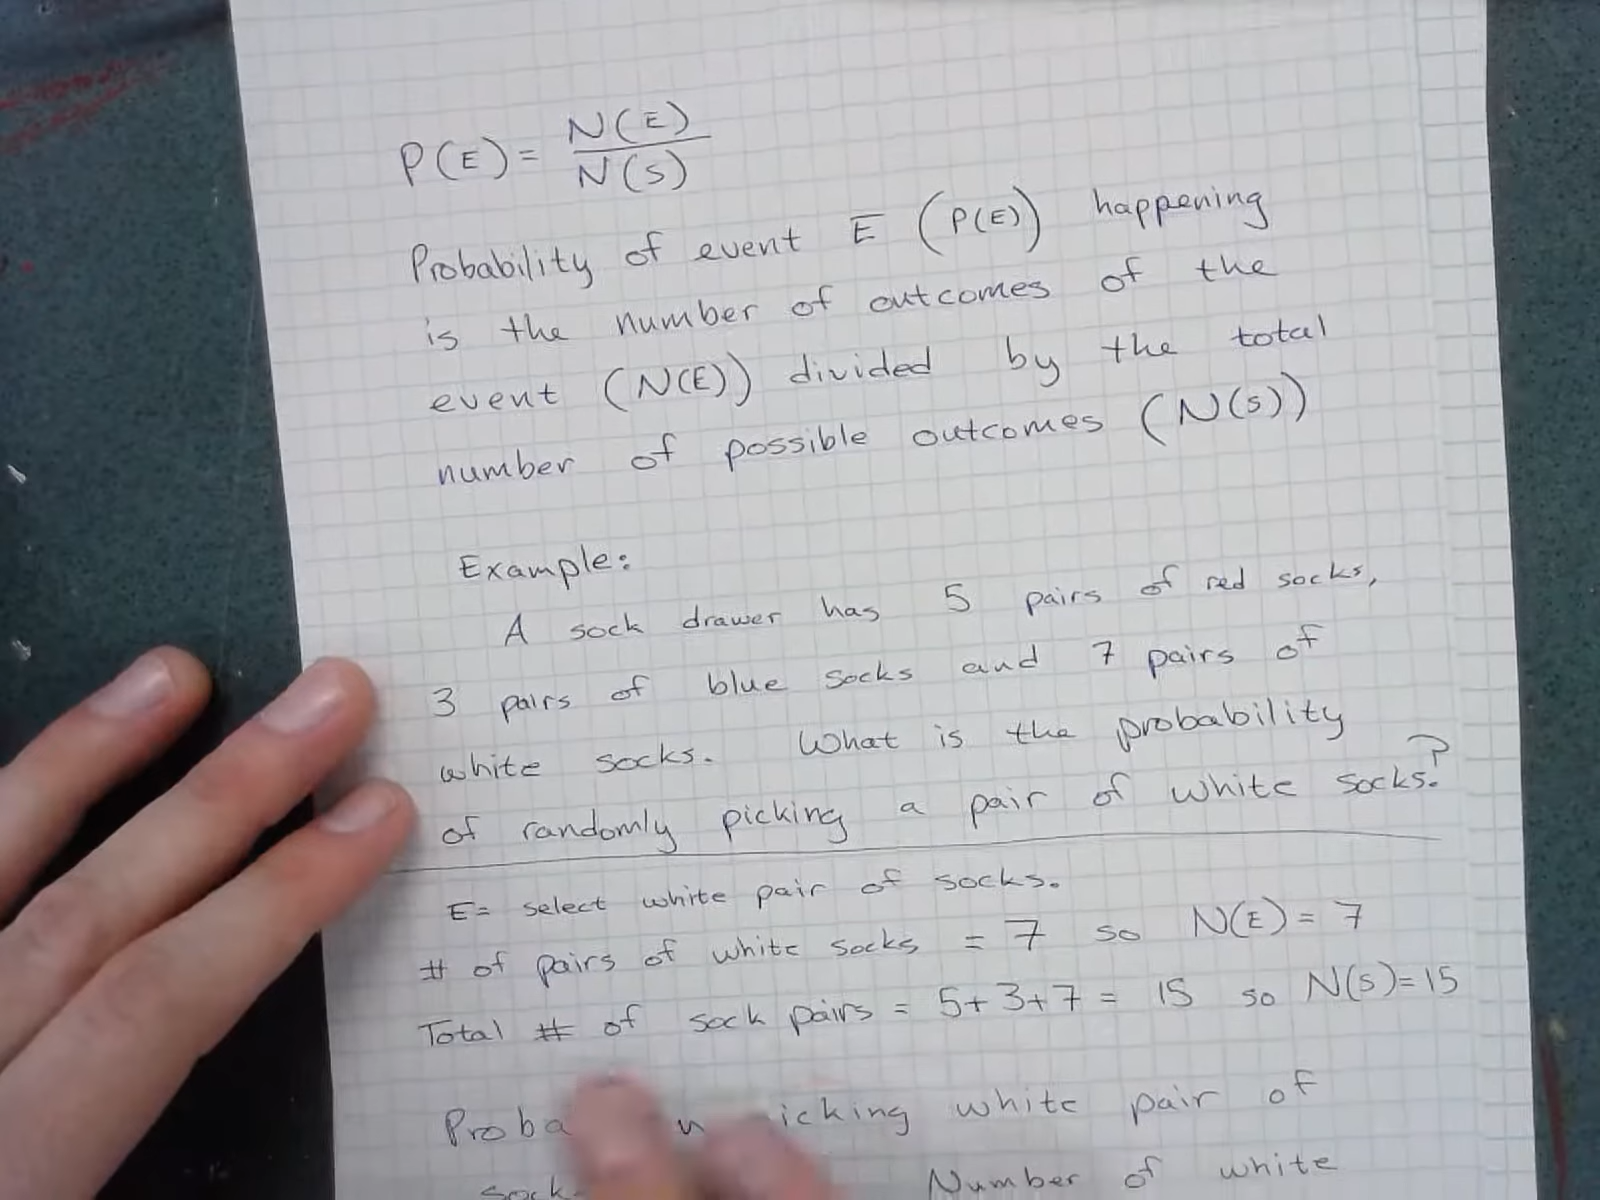 P(E) = N(E) / N(S)
Probability of event E (P(E)) happening
is the number of outcomes of the
event (N(E)) divided by the total
number of possible outcomes (N(S))
Example:
A sock drawer has 5 pairs of red socks,
3 pairs of blue socks and 7 pairs of
white socks. What is the probability
of randomly picking a pair of white socks?
E = select white pair of socks.
# of pairs of white socks = 7 so N(E) = 7
Total # of sock pairs = 5+3+7 = 15 so N(S)=15
white pair of
Number of white